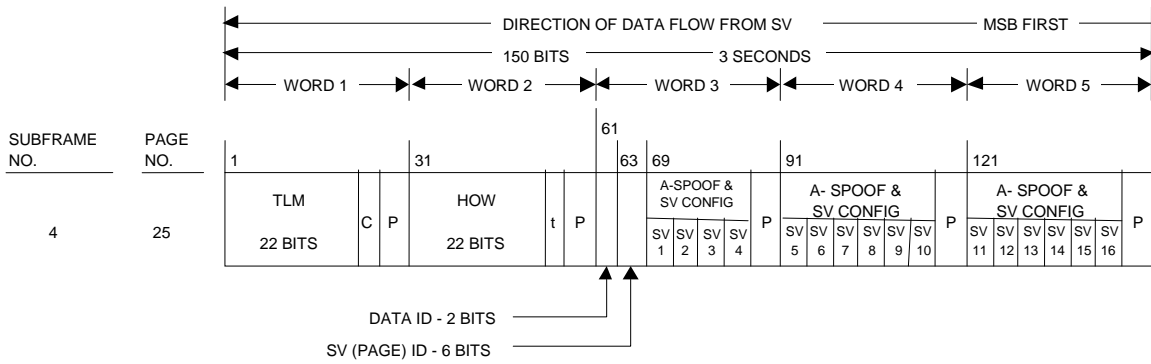 DIRECTION OF DATA FLOW FROM SV MSB FIRST
150 BITS 3 SECONDS
WORD 1 WORD 2 WORD 3 WORD 4 WORD 5
SUBFRAME NO.
PAGE NO.
1 31 61 63 69 91 121
4
25
TLM
22 BITS
C
P
HOW
22 BITS
t
P
A-SPOOF &
SV CONFIG
SV 1 SV 2 SV 3 SV 4
P
A- SPOOF &
SV CONFIG
SV 5 SV 6 SV 7 SV 8 SV 9 SV 10
P
A- SPOOF &
SV CONFIG
SV 11 SV 12 SV 13 SV 14 SV 15 SV 16
P
DATA ID - 2 BITS
SV (PAGE) ID - 6 BITS